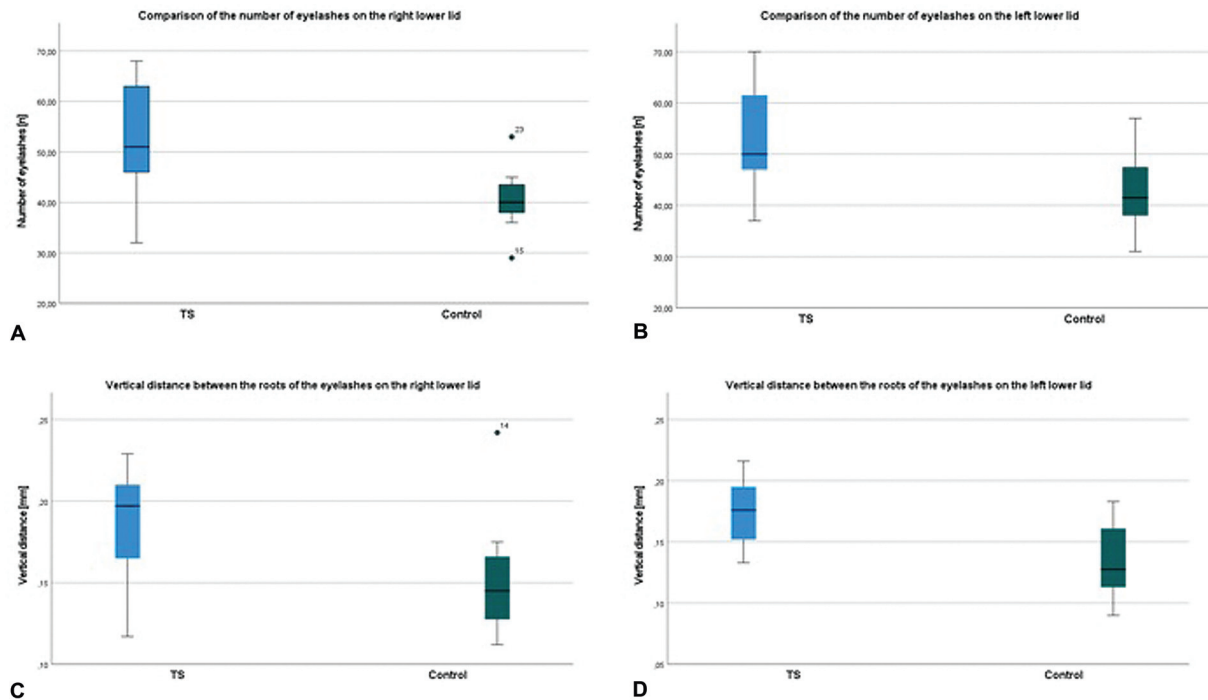 Comparison of the number of eyelashes on the right lower lid
Number of eyelashes [n]
70,00
60,00
50,00
40,00
30,00
20,00
29
15
TS Control
A
Comparison of the number of eyelashes on the left lower lid
Number of eyelashes [n]
70,00
60,00
50,00
40,00
30,00
20,00
TS Control
B
Vertical distance between the roots of the eyelashes on the right lower lid
Vertical distance [mm]
,25
,20
,15
,10
14
TS Control
C
Vertical distance between the roots of the eyelashes on the left lower lid
Vertical distance [mm]
,25
,20
,15
,10
,05
TS Control
D